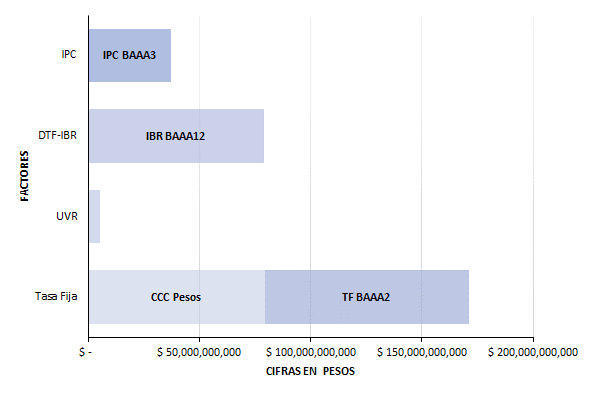 IPC
IPC BAAA3
DTF-IBR
IBR BAAA12
FACTORES
UVR
Tasa Fija
CCC Pesos
TF BAAA2
$ -
$ 50,000,000,000
$ 100,000,000,000
$ 150,000,000,000
$ 200,000,000,000
CIFRAS EN PESOS